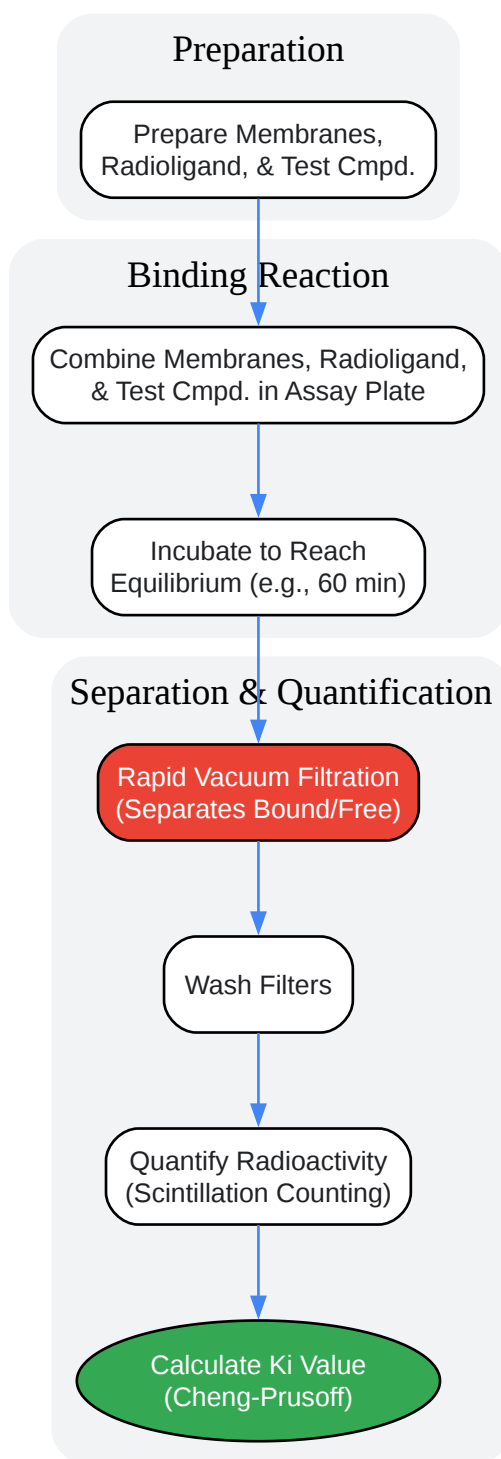 Preparation
Prepare Membranes,
Radioligand, & Test Cmpd.
Binding Reaction
Combine Membranes, Radioligand,
& Test Cmpd. in Assay Plate
Incubate to Reach
Equilibrium (e.g., 60 min)
Separation & Quantification
Rapid Vacuum Filtration
(Separates Bound/Free)
Wash Filters
Quantify Radioactivity
(Scintillation Counting)
Calculate Ki Value
(Cheng-Prusoff)